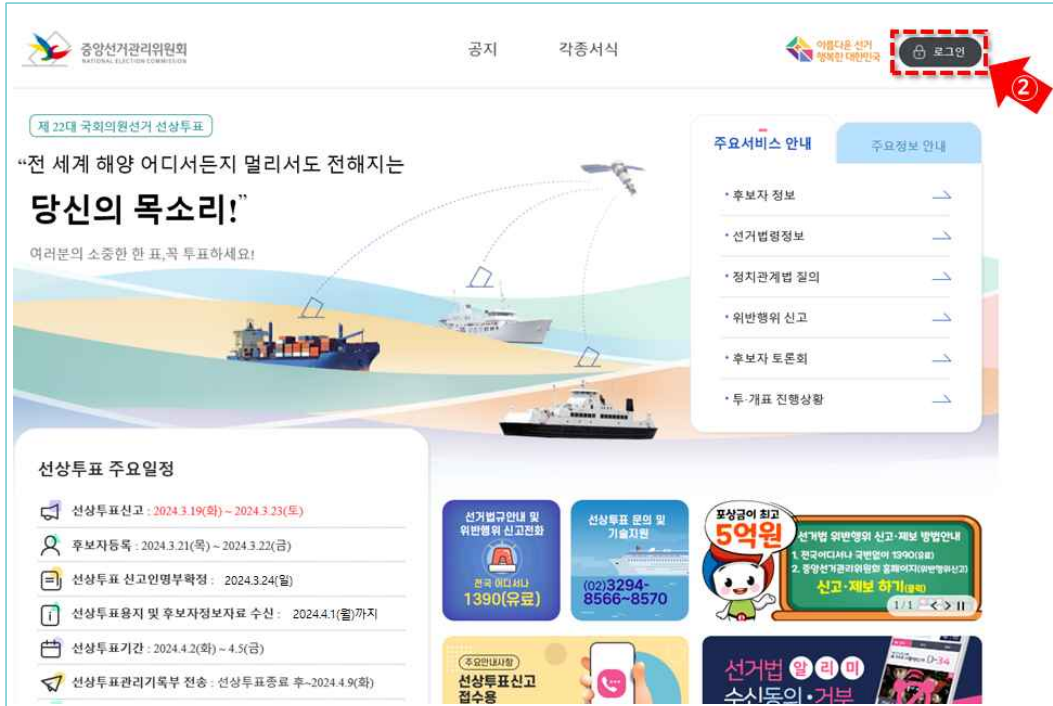 중앙선거관리위원회
NATIONAL ELECTION COMMISSION
공지
각종서식
아름다운 선거
행복한 대한민국
로그인
②
제 22대 국회의원선거 선상투표
“전 세계 해양 어디서든지 멀리서도 전해지는
당신의 목소리!”
여러분의 소중한 한 표,꼭 투표하세요!
주요서비스 안내
주요정보 안내
· 후보자 정보
· 선거법령정보
· 정치관계법 질의
· 위반행위 신고
· 후보자 토론회
· 투·개표 진행상황
선상투표 주요일정
선상투표신고 : 2024.3.19(화) ~ 2024.3.23(토)
후보자등록 : 2024.3.21(목) ~ 2024.3.22(금)
선상투표 신고인명부확정 : 2024.3.24(일)
선상투표용지 및 후보자정보자료 수신 : 2024.4.1(월)까지
선상투표기간 : 2024.4.2(화) ~ 4.5(금)
선상투표관리기록부 전송 : 선상투표종료 후~2024.4.9(화)
선거법규안내 및
위반행위 신고전화
전국 어디서나
1390(유료)
선상투표 문의 및
기술지원
(02)3294-
8566~8570
포상금이 최고
5억원
선거법 위반행위 신고·제보 방법안내
1. 전국어디서나 국번없이 1390(유료)
2. 중앙선거관리위원회 홈페이지(위반행위신고)
신고·제보 하기(클릭)
1/1
주요안내사항
선상투표신고
접수용
선거법 알리미
수신동의·거부
D-34